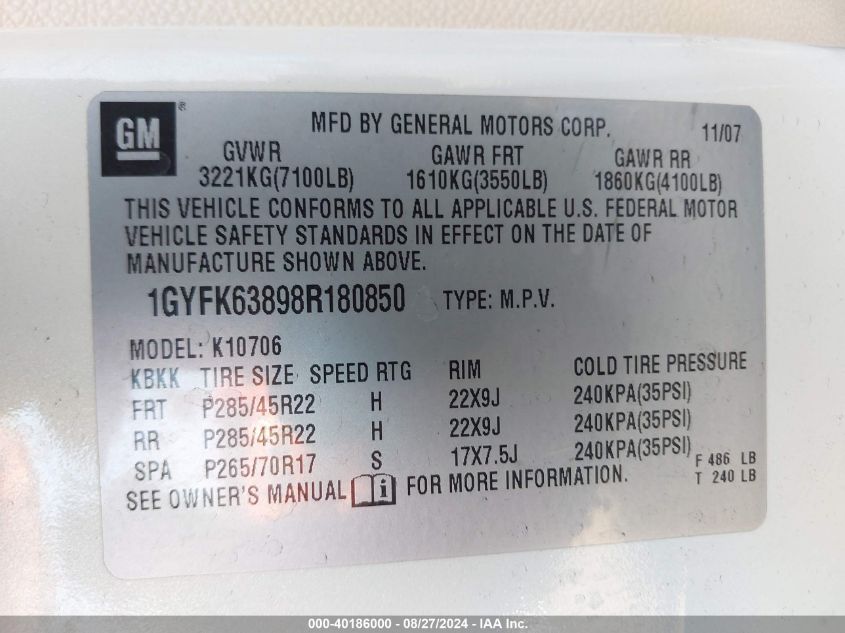 GM ®
MFD BY GENERAL MOTORS CORP. 11/07
GVWR GAWR FRT GAWR RR
3221KG(7100LB) 1610KG(3550LB) 1860KG(4100LB)
THIS VEHICLE CONFORMS TO ALL APPLICABLE U.S. FEDERAL MOTOR
VEHICLE SAFETY STANDARDS IN EFFECT ON THE DATE OF
MANUFACTURE SHOWN ABOVE.
1GYFK63898R180850 TYPE: M.P.V.
MODEL: K10706
KBKK TIRE SIZE SPEED RTG RIM COLD TIRE PRESSURE
FRT P285/45R22 H 22X9J 240KPA(35PSI)
RR P285/45R22 H 22X9J 240KPA(35PSI)
SPA P265/70R17 S 17X7.5J 240KPA(35PSI) F 486 LB
SEE OWNER'S MANUAL i FOR MORE INFORMATION. T 240 LB
000-40186000 - 08/27/2024 - IAA Inc.